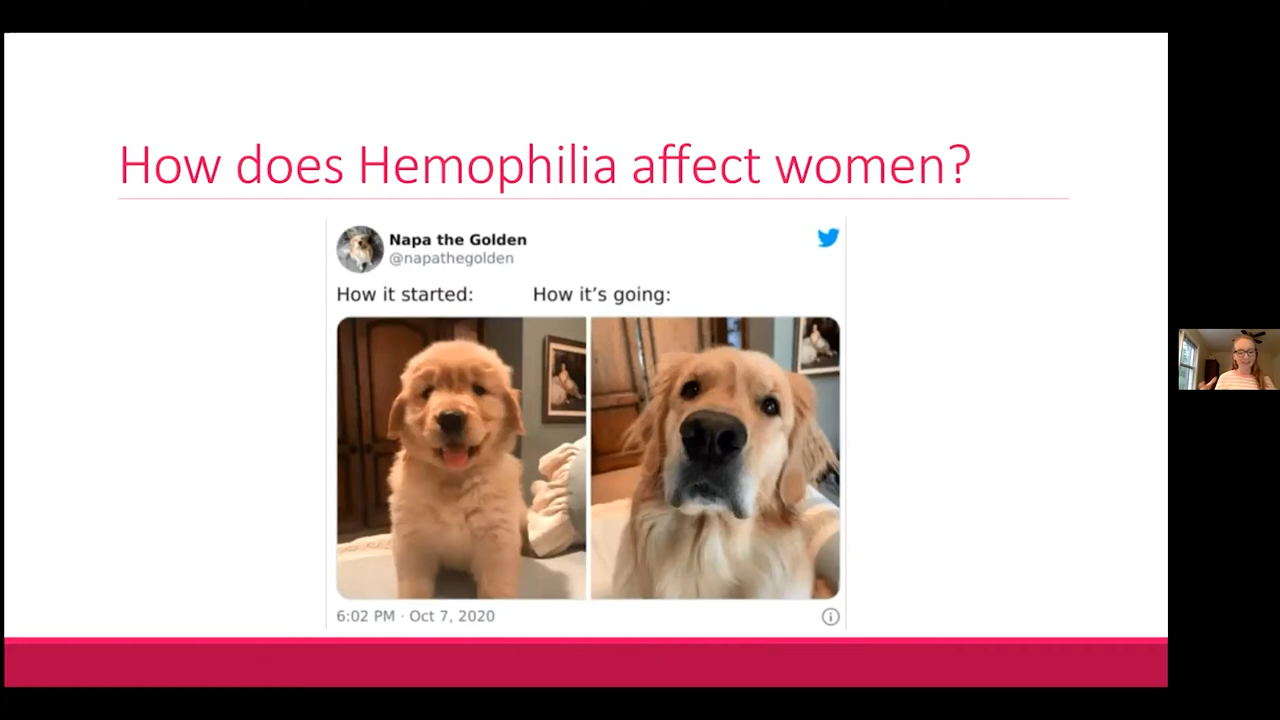 How does Hemophilia affect women?
Napa the Golden
@napathegolden
How it started: How it’s going:
6:02 PM · Oct 7, 2020